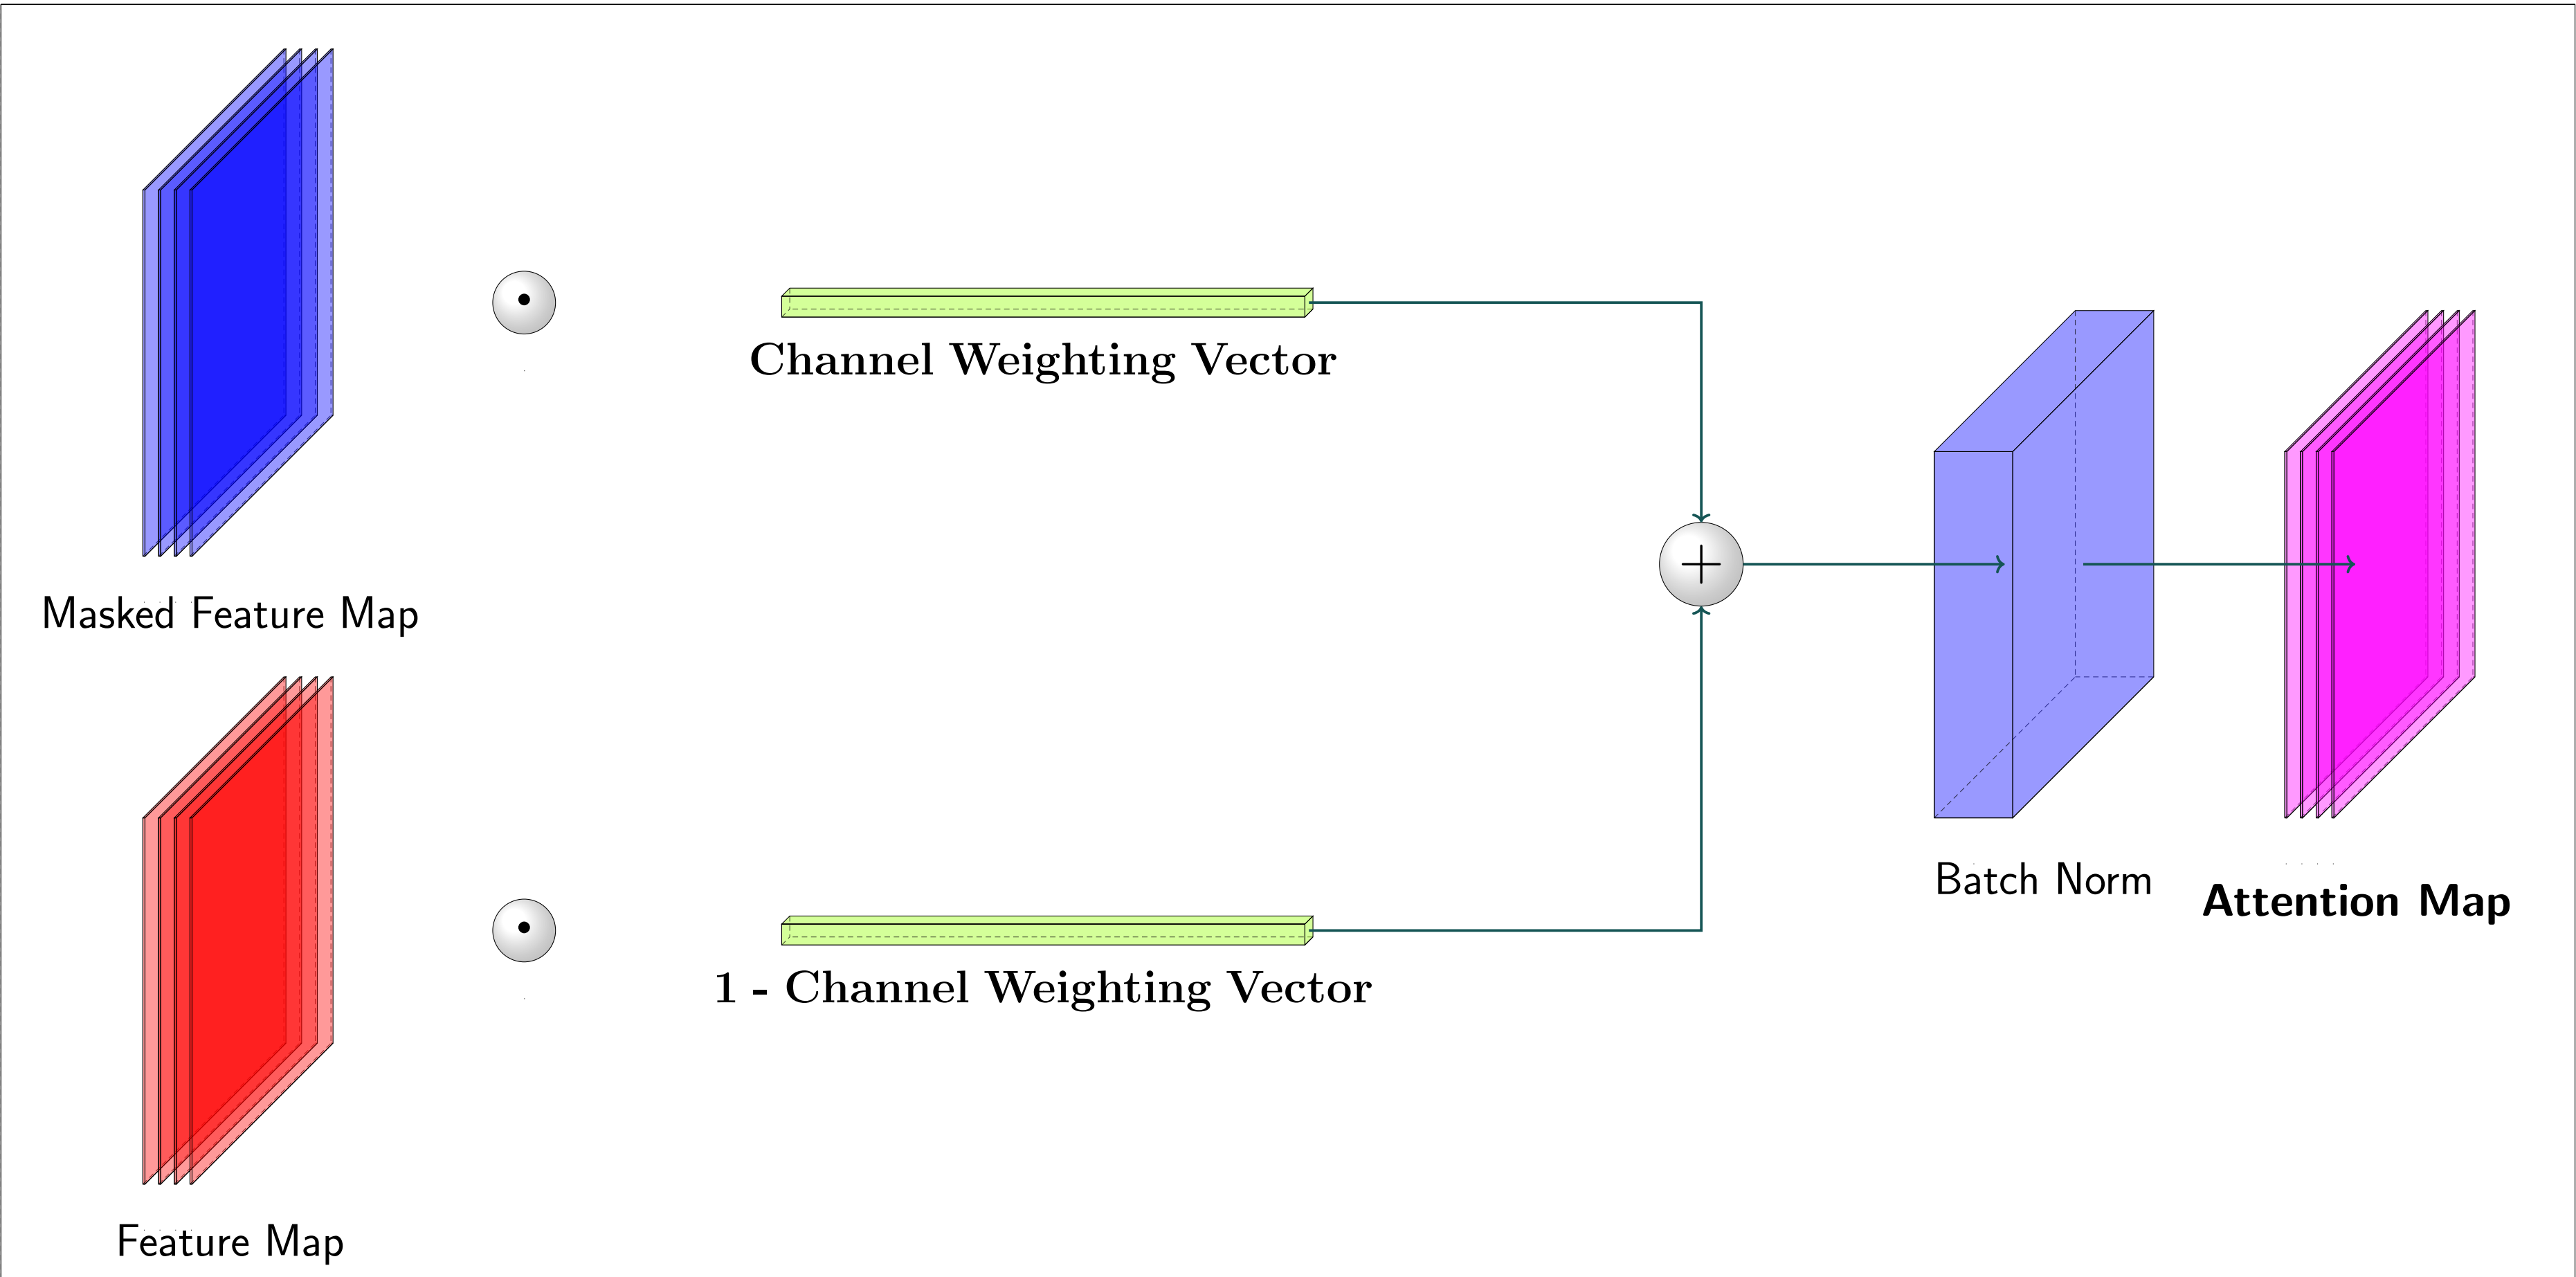 Channel Weighting Vector
Masked Feature Map
Batch Norm
Attention Map
1 - Channel Weighting Vector
Feature Map